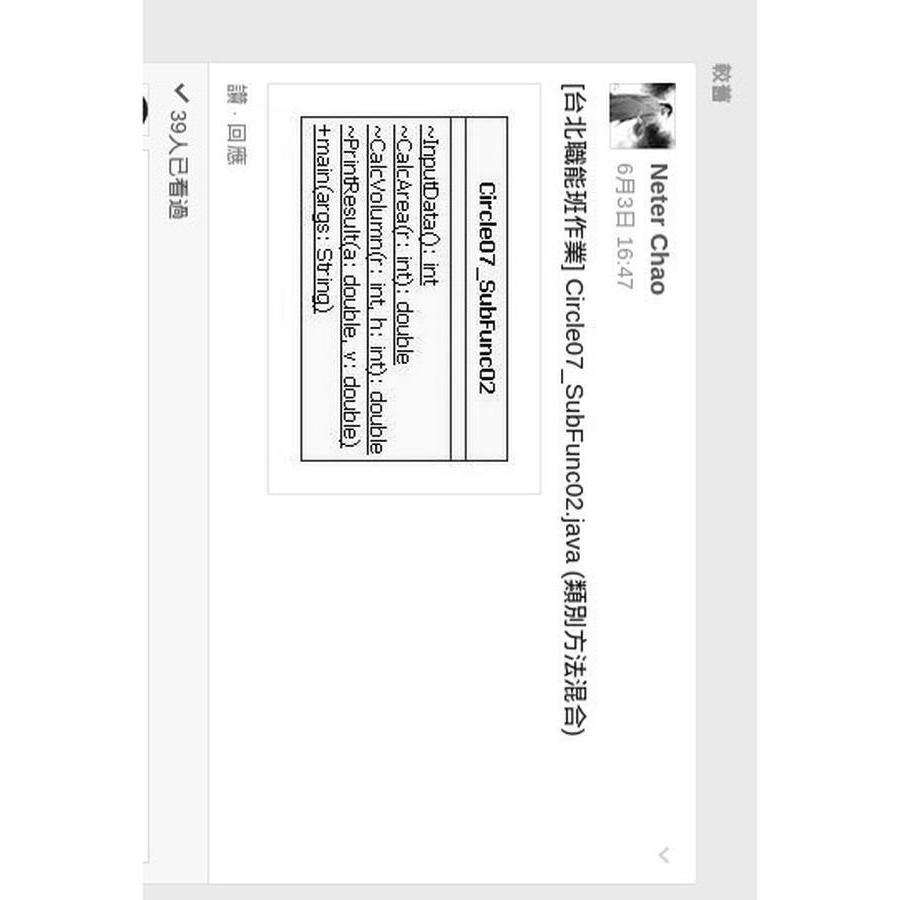 較舊
Neter Chao
6月3日 16:47
[台北職能班作業] Circle07_SubFunc02.java (類別方法混合)
Circle07_SubFunc02
~InputData(): int
~CalcArea(r: int): double
~CalcVolumn(r: int, h: int): double
~PrintResult(a: double, v: double)
+main(args: String)
讚 · 回應
39人已看過